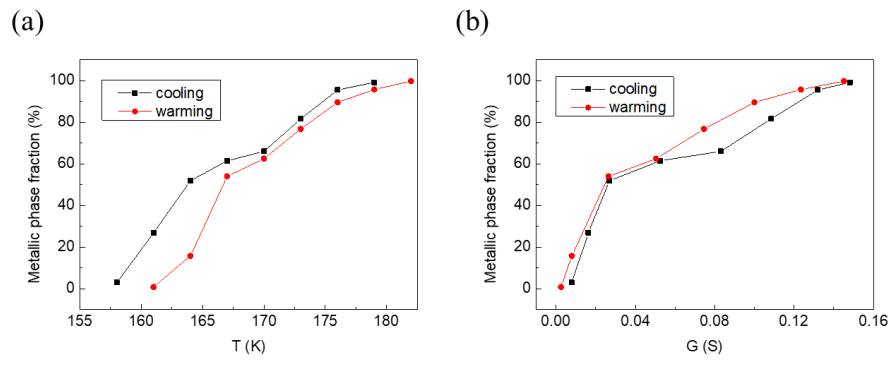 (a)
(b)
Metallic phase fraction (%)
100
80
60
40
20
0
cooling
warming
155
160
165
170
175
180
T (K)
Metallic phase fraction (%)
100
80
60
40
20
0
cooling
warming
0.00
0.04
0.08
0.12
0.16
G (S)